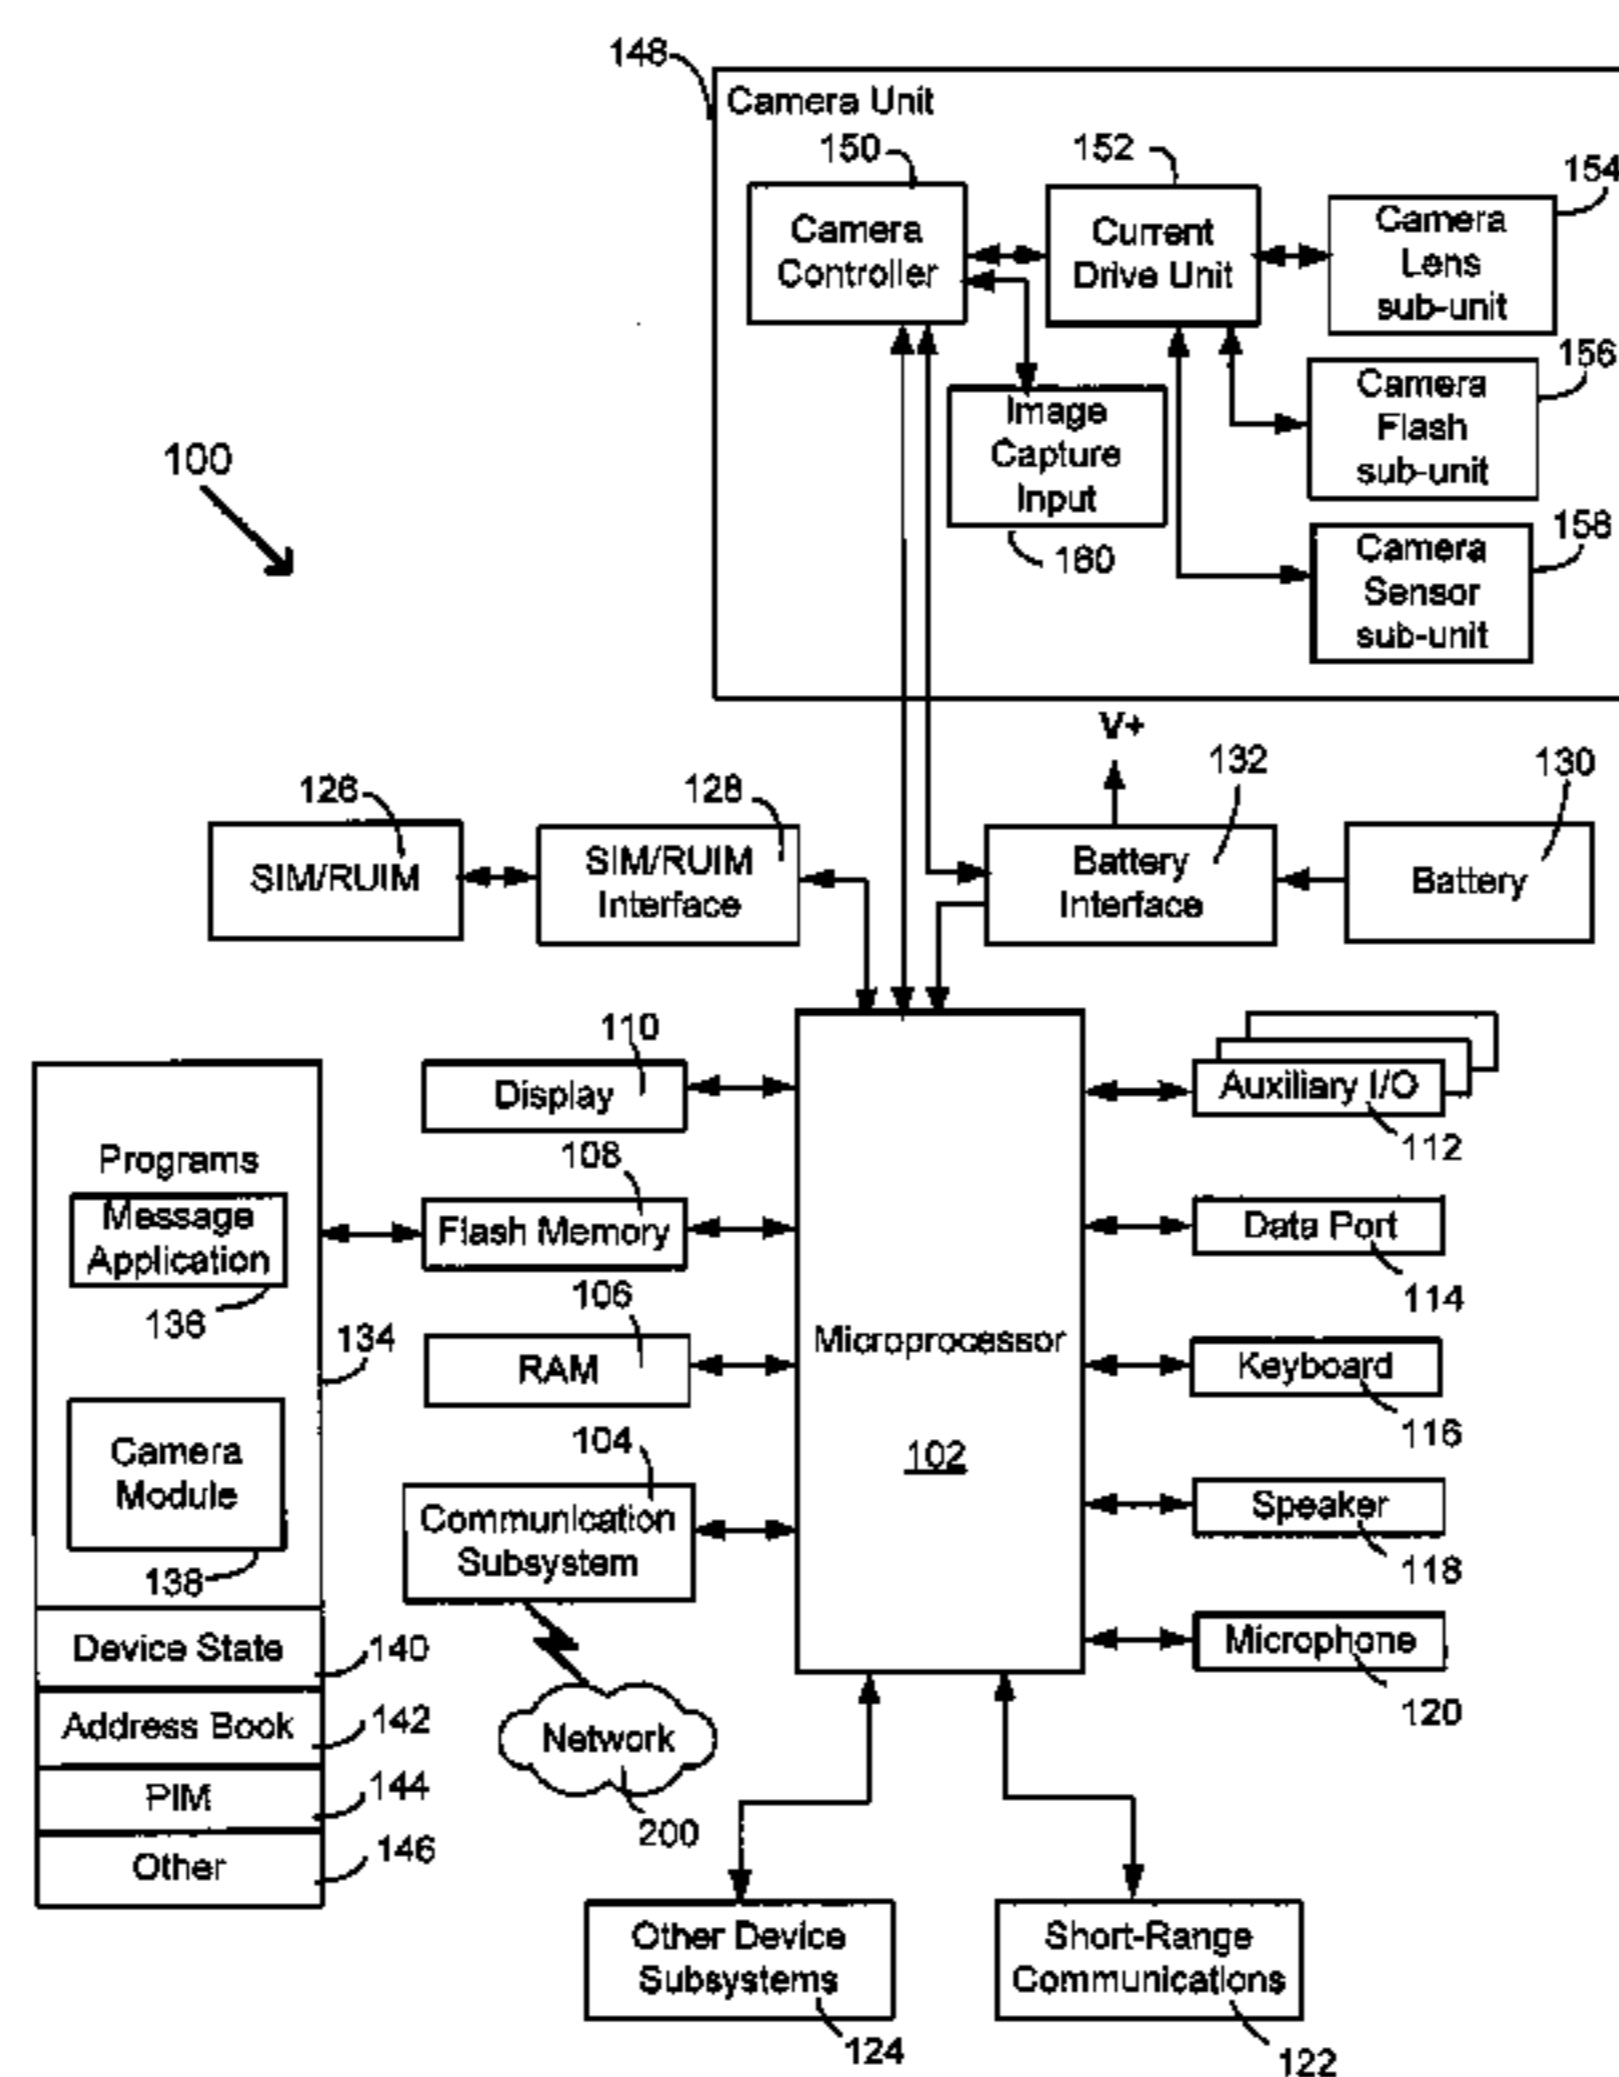 148
Camera Unit
150
152
154
Camera
Controller
Current
Drive Unit
Camera
Lens
sub-unit
156
Image
Capture
Input
Camera
Flash
sub-unit
100
160
158
Camera
Sensor
sub-unit
V+
126
128
132
130
SIM/RUIM
SIM/RUIM
Interface
Battery
Interface
Battery
110
Display
Auxiliary I/O
112
Programs
108
Message
Application
Flash Memory
Data Port
136
106
114
134
RAM
Microprocessor
Keyboard
104
102
116
Camera
Module
Communication
Subsystem
Speaker
138
118
Device State
140
Microphone
Address Book
142
Network
120
PIM
144
200
Other
146
Other Device
Subsystems
Short-Range
Communications
124
122